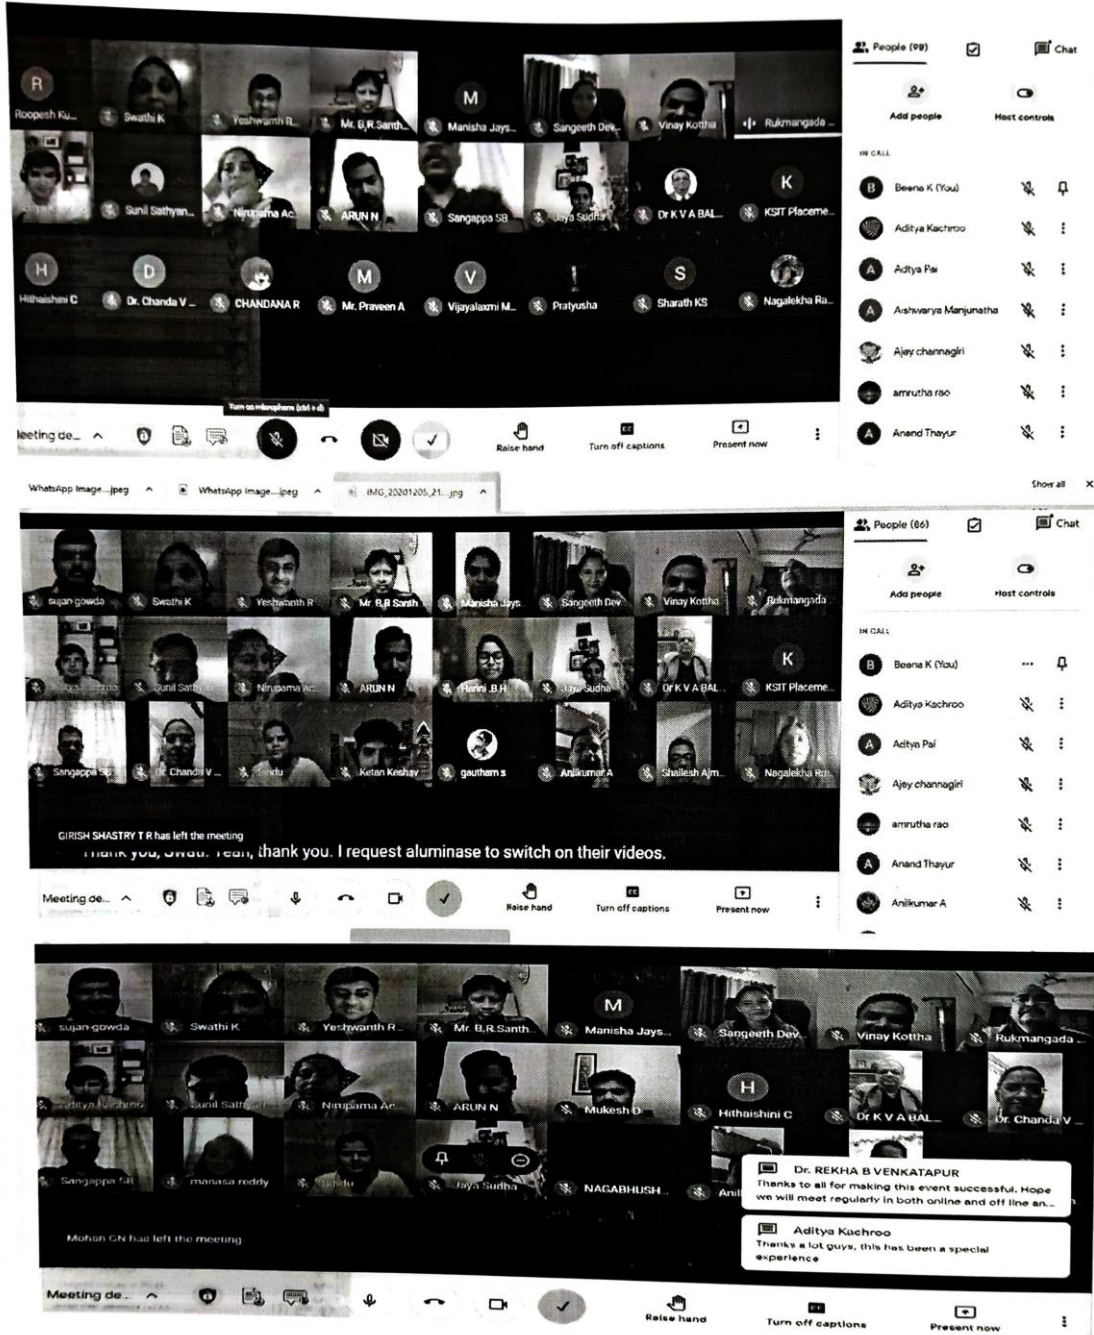 People (98)
Chat
Add people
Host controls
IN CALL
Beena K (You)
Aditya Kachroo
Aditya Pai
Aishwarya Manjunatha
Ajey channagiri
amrutha rao
Anand Thayur
R
Roopesh Ku...
Swathi K
Yeshwanth R...
Mr. B.R.Santh...
M
Manisha Jays...
Sangeeth Dev...
Vinay Kottha
Rukmangada ...
Sunil Sathyan...
Nirupama Ac...
ARUN N
Sangappa SB
Jaya Sudha
Dr K V A BAL...
K
KSIT Placeme...
H
Hithaishini C
D
Dr. Chanda V ...
CHANDANA R
M
Mr. Praveen A
V
Vijayalaxmi M...
Pratyusha
S
Sharath KS
Nagalekha Ra...
Turn on microphone (ctrl + d)
Meeting de...
Raise hand
Turn off captions
Present now
WhatsApp Image...jpeg
WhatsApp Image...jpeg
IMG_20201205_21...jpg
Show all
People (86)
Chat
Add people
Host controls
IN CALL
Beena K (You)
Aditya Kachroo
Aditya Pai
Ajey channagiri
amrutha rao
Anand Thayur
Anilkumar A
sujan gowda
Swathi K
Yeshwanth R
Mr. B.R Santh...
Manisha Jays...
Sangeeth Dev...
Vinay Kottha
Rukmangada ...
Sunil Sath
Nirupama Ac...
ARUN N
Jaya Sudha
Dr K V A BAL...
K
KSIT Placeme...
Sangappa SB
Dr. Chanda V ...
Bindu
Ketan Keshav
gautham s
Anilkumar A
Shailesh Ajm...
Nagalekha Ra...
GIRISH SHASTRY T R has left the meeting
Thank you, Swati. Yeah, thank you. I request aluminase to switch on their videos.
Meeting de...
Raise hand
Turn off captions
Present now
sujan gowda
Swathi K
Yeshwanth R...
Mr. B.R.Santh...
M
Manisha Jays...
Sangeeth Dev...
Vinay Kottha
Rukmangada ...
aditya kachroo
Sunil Sathyan
Nirupama Ac...
ARUN N
Mukesh D
H
Hithaishini C
Dr K V A BAL...
Dr. Chanda V ...
Sangappa SB
manasa reddy
Bindu
Jaya Sudha
NAGABHUSH...
Anil
Dr. REKHA B VENKATAPUR
Thanks to all for making this event successful. Hope
we will meet regularly in both online and off line an...
Aditya Kachroo
Thanks a lot guys, this has been a special
experience
Mohan GN has left the meeting
Meeting de...
Raise hand
Turn off captions
Present now